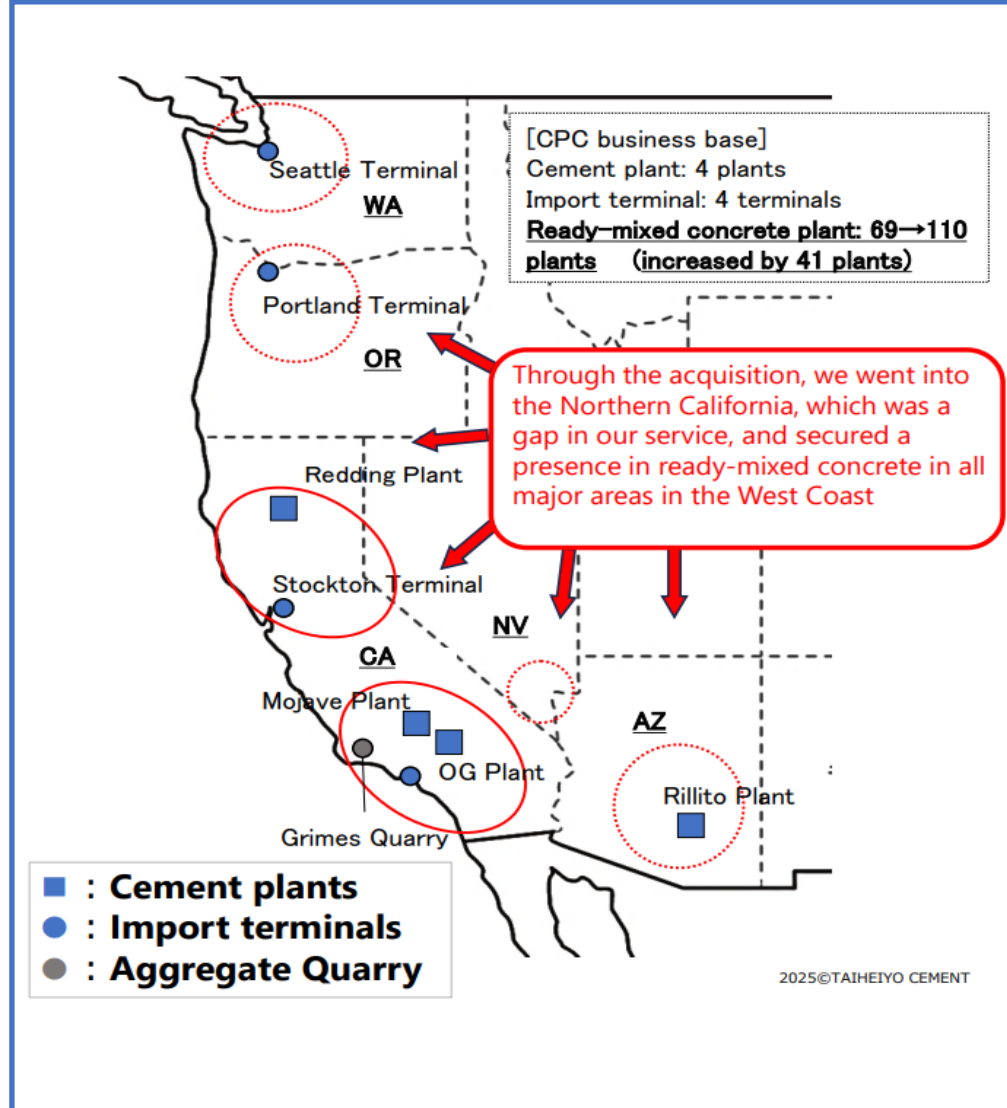 [CPC business base]
Cement plant: 4 plants
Import terminal: 4 terminals
Ready-mixed concrete plant: 69→110
plants (increased by 41 plants)
Seattle Terminal
WA
Portland Terminal
OR
Through the acquisition, we went into
the Northern California, which was a
gap in our service, and secured a
presence in ready-mixed concrete in all
major areas in the West Coast
Redding Plant
Stockton Terminal
NV
CA
Mojave Plant
AZ
OG Plant
Rillito Plant
Grimes Quarry
: Cement plants
: Import terminals
: Aggregate Quarry
2025©TAIHEIYO CEMENT